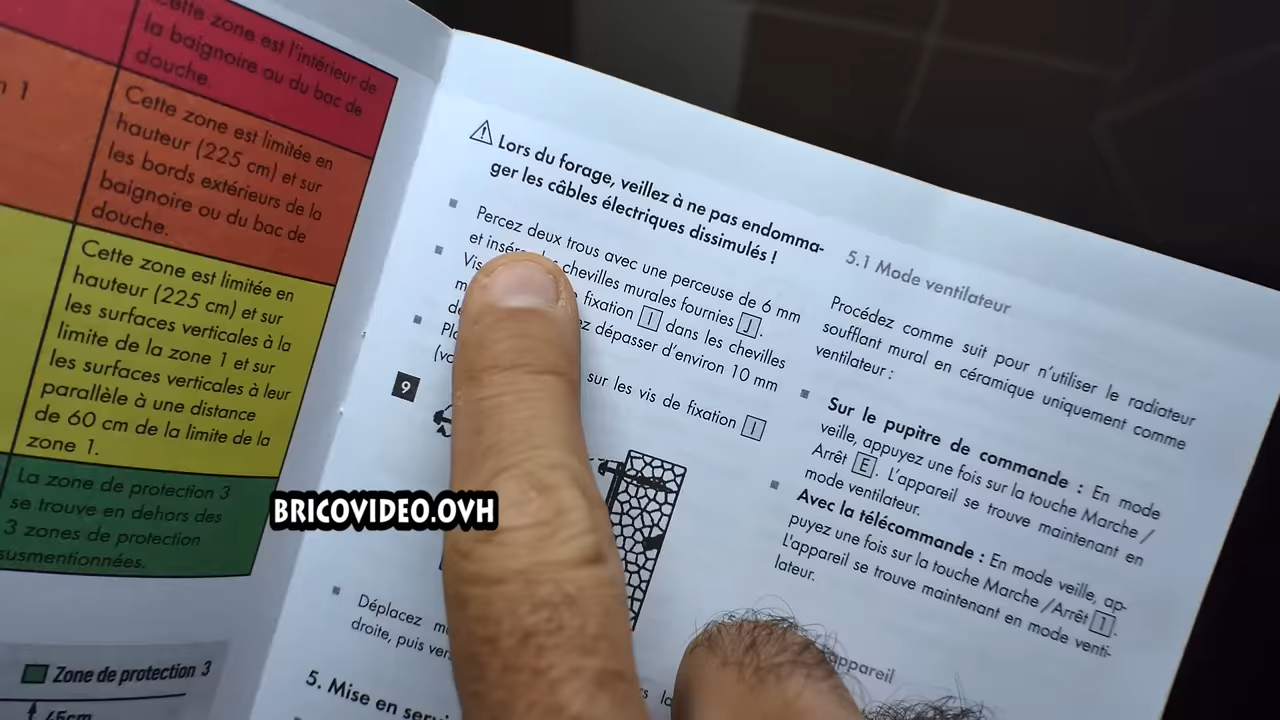 Cette zone est l'intérieur de
la baignoire ou du bac de
douche.
n 1
Cette zone est limitée en
hauteur (225 cm) et sur
les bords extérieurs de la
baignoire ou du bac de
douche.
Cette zone est limitée en
hauteur (225 cm) et sur
les surfaces verticales à la
limite de la zone 1 et sur
les surfaces verticales à leur
parallèle à une distance
de 60 cm de la limite de la
zone 1.
La zone de protection 3
se trouve en dehors des
3 zones de protection
susmentionnées.
Zone de protection 3
45cm
Lors du forage, veillez à ne pas endomma-
ger les câbles électriques dissimulés !
Percez deux trous avec une perceuse de 6 mm
et chevilles murales fournies J.
Vis
fixation I dans les chevilles
dépasser d'environ 10 mm
sur les vis de fixation I
9
BRICOVIDEO.OVH
Déplacez
droite, puis
5. Mise en
5.1 Mode ventilateur
Procédez comme suit pour n'utiliser le radiateur
soufflant mural en céramique uniquement comme
ventilateur :
Sur le pupitre de commande : En mode
veille, appuyez une fois sur la touche Marche /
Arrêt E. L'appareil se trouve maintenant en
mode ventilateur.
Avec la télécommande : En mode veille, ap-
puyez une fois sur la touche Marche /Arrêt 1.
L'appareil se trouve maintenant en mode venti-
lateur.
appareil